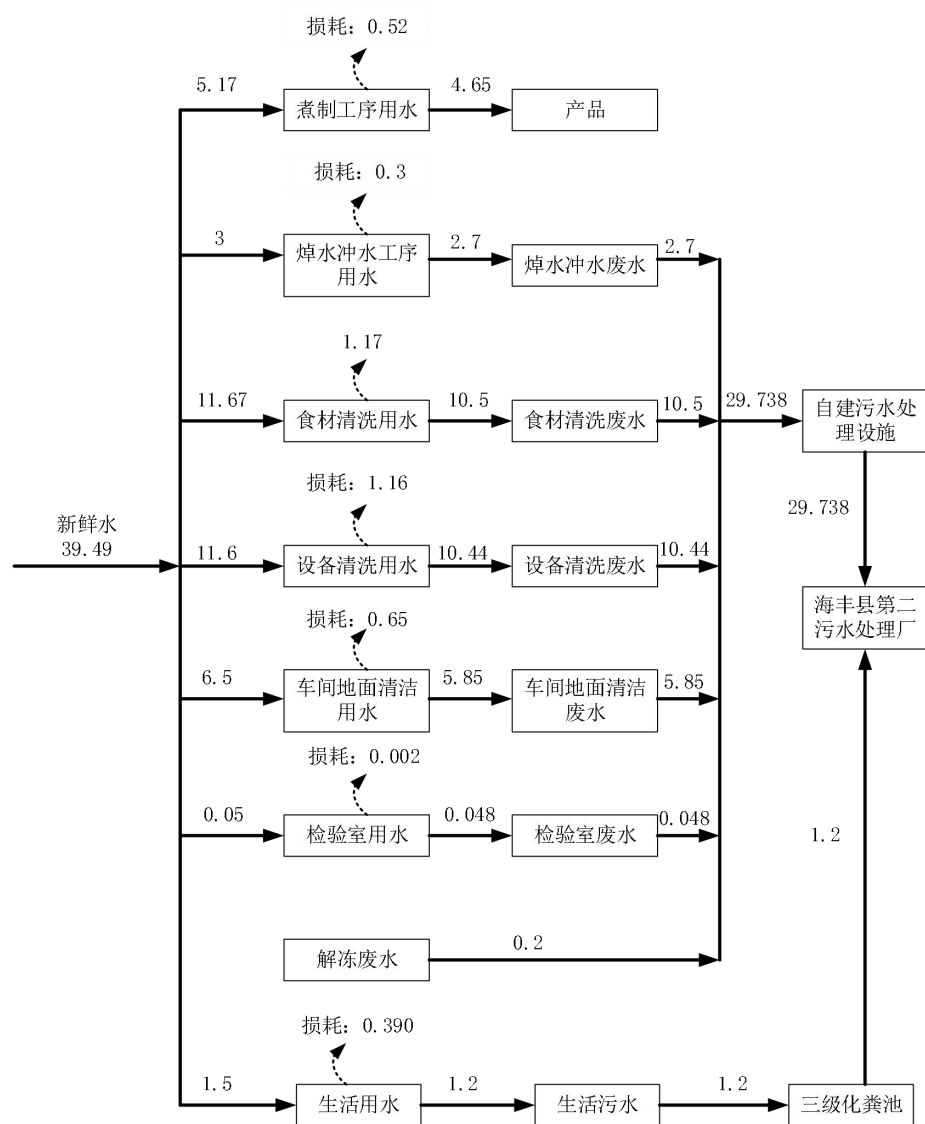 损耗：0.52
5.17
煮制工序用水
4.65
产品
损耗：0.3
3
焯水冲水工序
用水
2.7
焯水冲水废水
2.7
1.17
11.67
食材清洗用水
10.5
食材清洗废水
10.5
29.738
自建污水处
理设施
损耗：1.16
29.738
新鲜水
39.49
11.6
设备清洗用水
10.44
设备清洗废水
10.44
海丰县第二
污水处理厂
损耗：0.65
6.5
车间地面清洁
用水
5.85
车间地面清洁
废水
5.85
损耗：0.002
0.05
检验室用水
0.048
检验室废水
0.048
1.2
解冻废水
0.2
损耗：0.390
1.5
生活用水
1.2
生活污水
1.2
三级化粪池